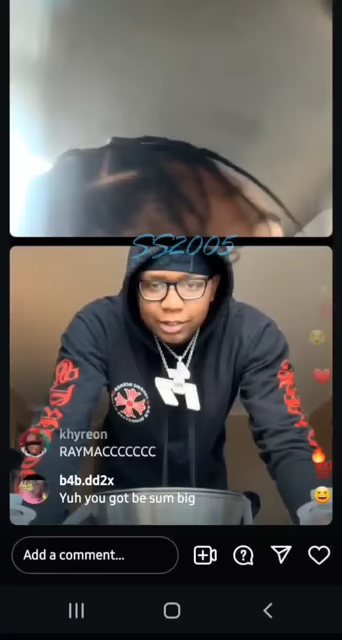 SS2005
khyreon
RAYMACCCCCCC
b4b.dd2x
Yuh you got be sum big
Add a comment...